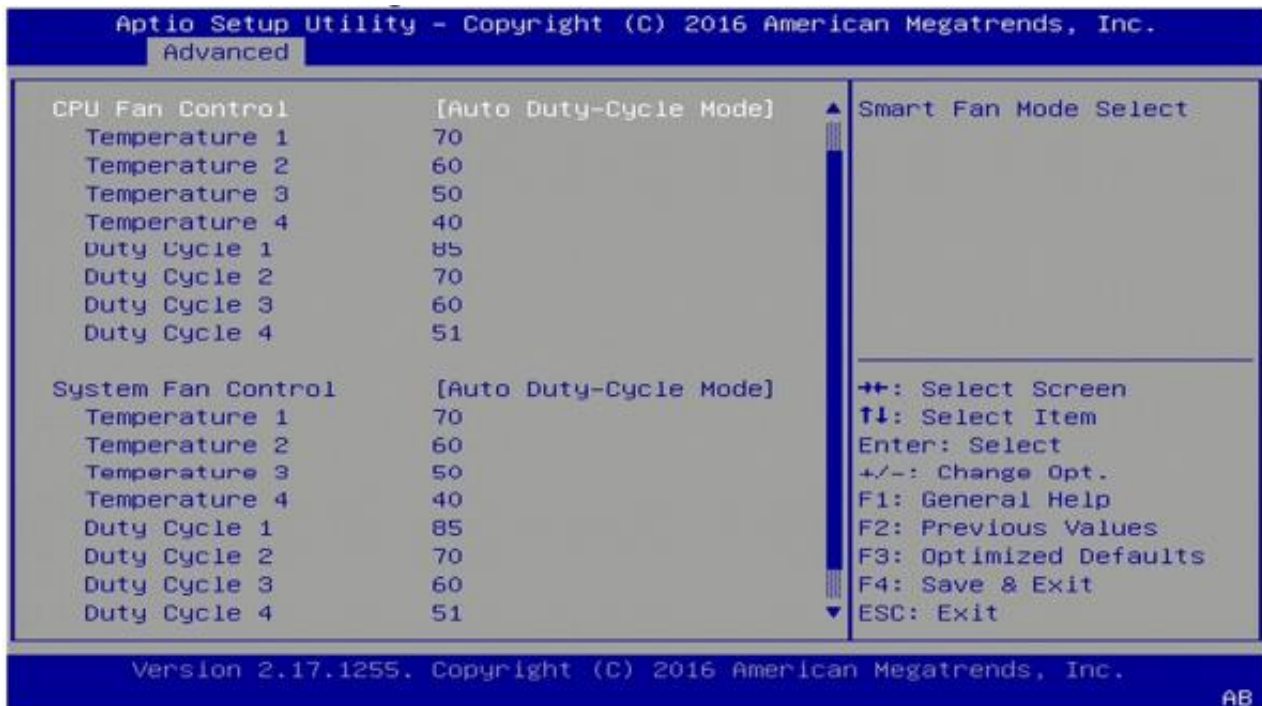 Aptio Setup Utility - Copyright (C) 2016 American Megatrends, Inc.
Advanced
CPU Fan Control [Auto Duty-Cycle Mode]
Temperature 1 70
Temperature 2 60
Temperature 3 50
Temperature 4 40
Duty Cycle 1 85
Duty Cycle 2 70
Duty Cycle 3 60
Duty Cycle 4 51
System Fan Control [Auto Duty-Cycle Mode]
Temperature 1 70
Temperature 2 60
Temperature 3 50
Temperature 4 40
Duty Cycle 1 85
Duty Cycle 2 70
Duty Cycle 3 60
Duty Cycle 4 51
Smart Fan Mode Select
→←: Select Screen
↑↓: Select Item
Enter: Select
+/-: Change Opt.
F1: General Help
F2: Previous Values
F3: Optimized Defaults
F4: Save & Exit
ESC: Exit
Version 2.17.1255. Copyright (C) 2016 American Megatrends, Inc.
AB